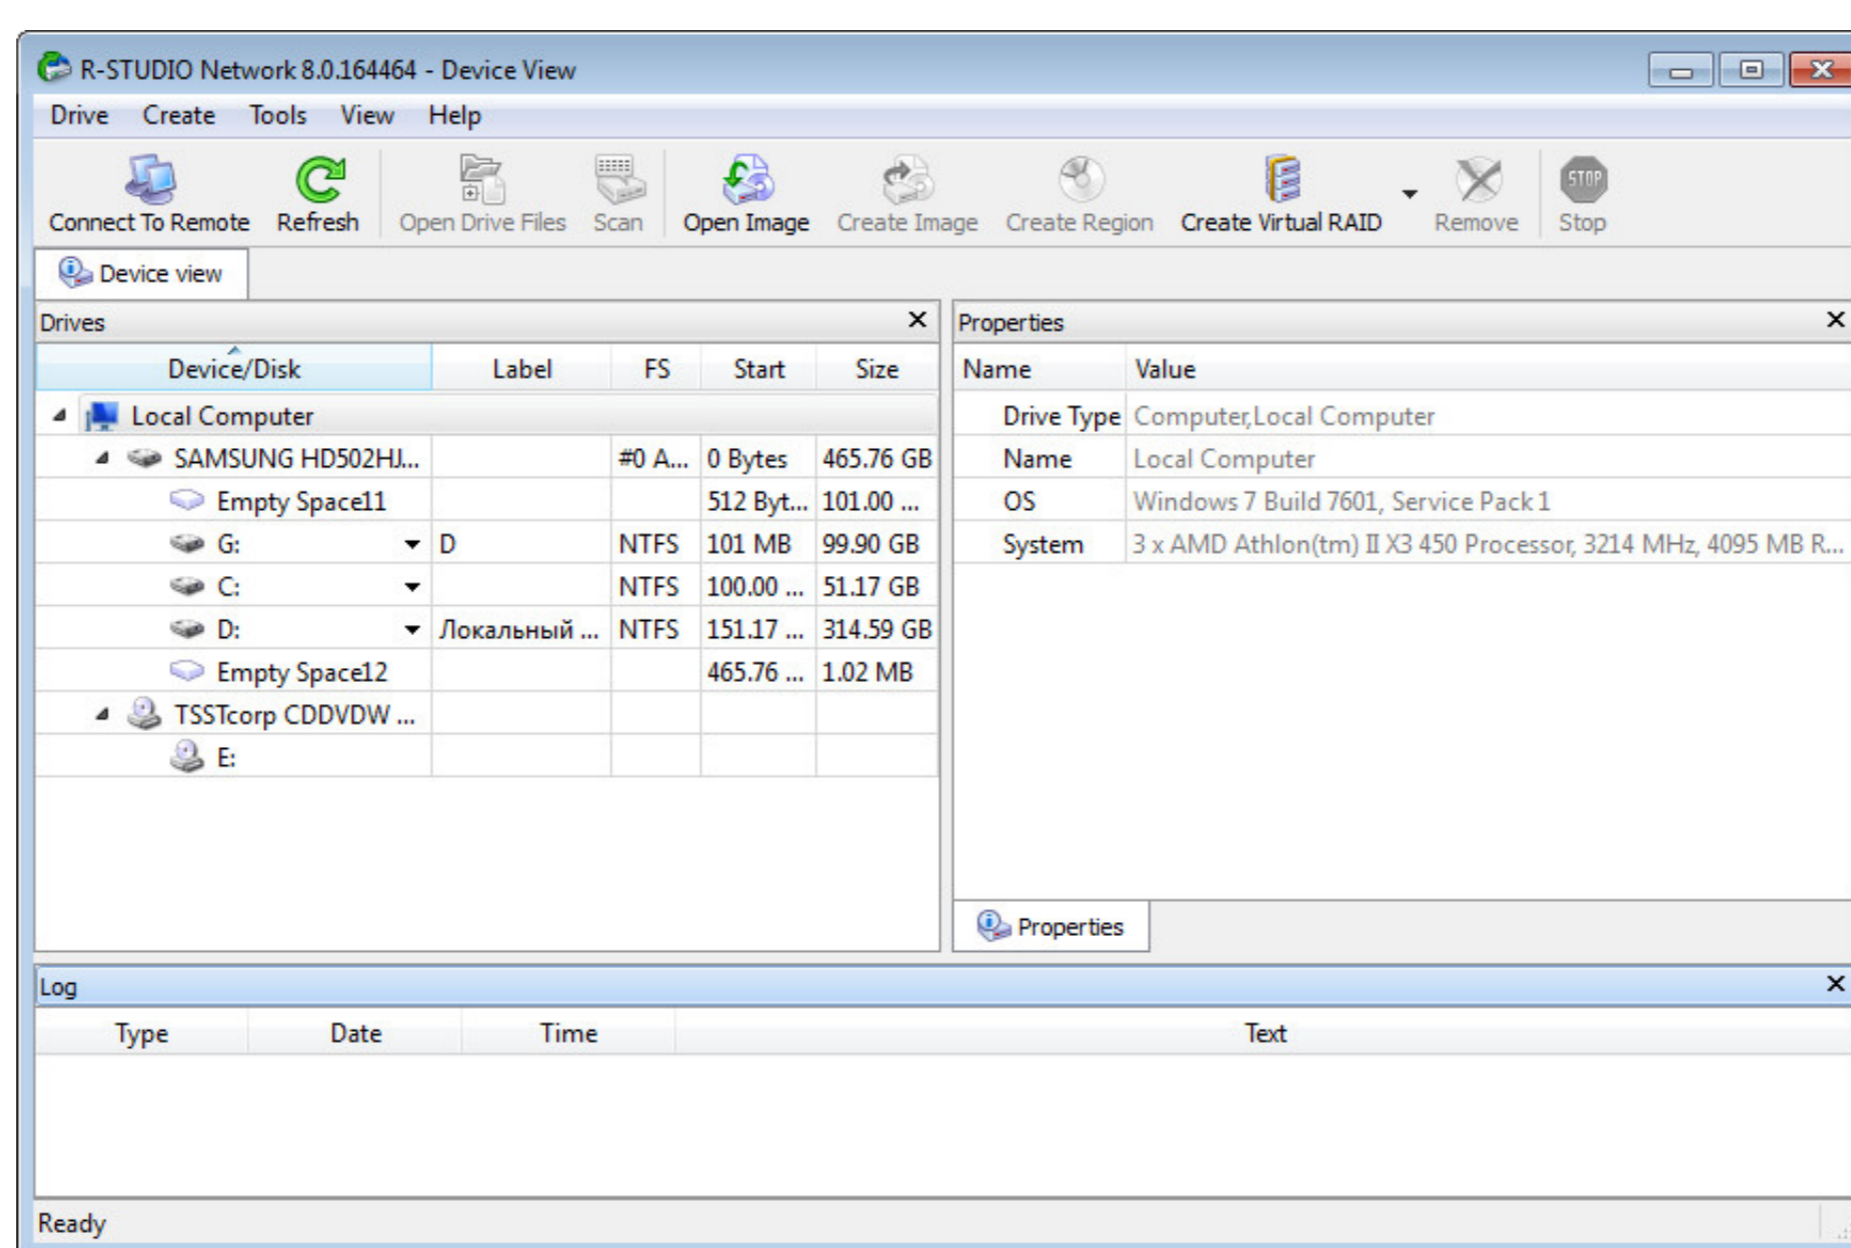 R-STUDIO Network 8.0.164464 - Device View
Drive Create Tools View Help
Connect To Remote Refresh Open Drive Files Scan Open Image Create Image Create Region Create Virtual RAID Remove STOP Stop
Device view
Drives
Properties
Device/Disk Label FS Start Size
Name Value
Local Computer
Drive Type Computer,Local Computer
SAMSUNG HD502HJ... #0 A... 0 Bytes 465.76 GB
Name Local Computer
Empty Space11 512 Byt... 101.00 ...
OS Windows 7 Build 7601, Service Pack 1
G: D NTFS 101 MB 99.90 GB
System 3 x AMD Athlon(tm) II X3 450 Processor, 3214 MHz, 4095 MB R...
C: NTFS 100.00 ... 51.17 GB
D: Локальный ... NTFS 151.17 ... 314.59 GB
Empty Space12 465.76 ... 1.02 MB
TSSTcorp CDDVDW ...
E:
Properties
Log
Type Date Time Text
Ready